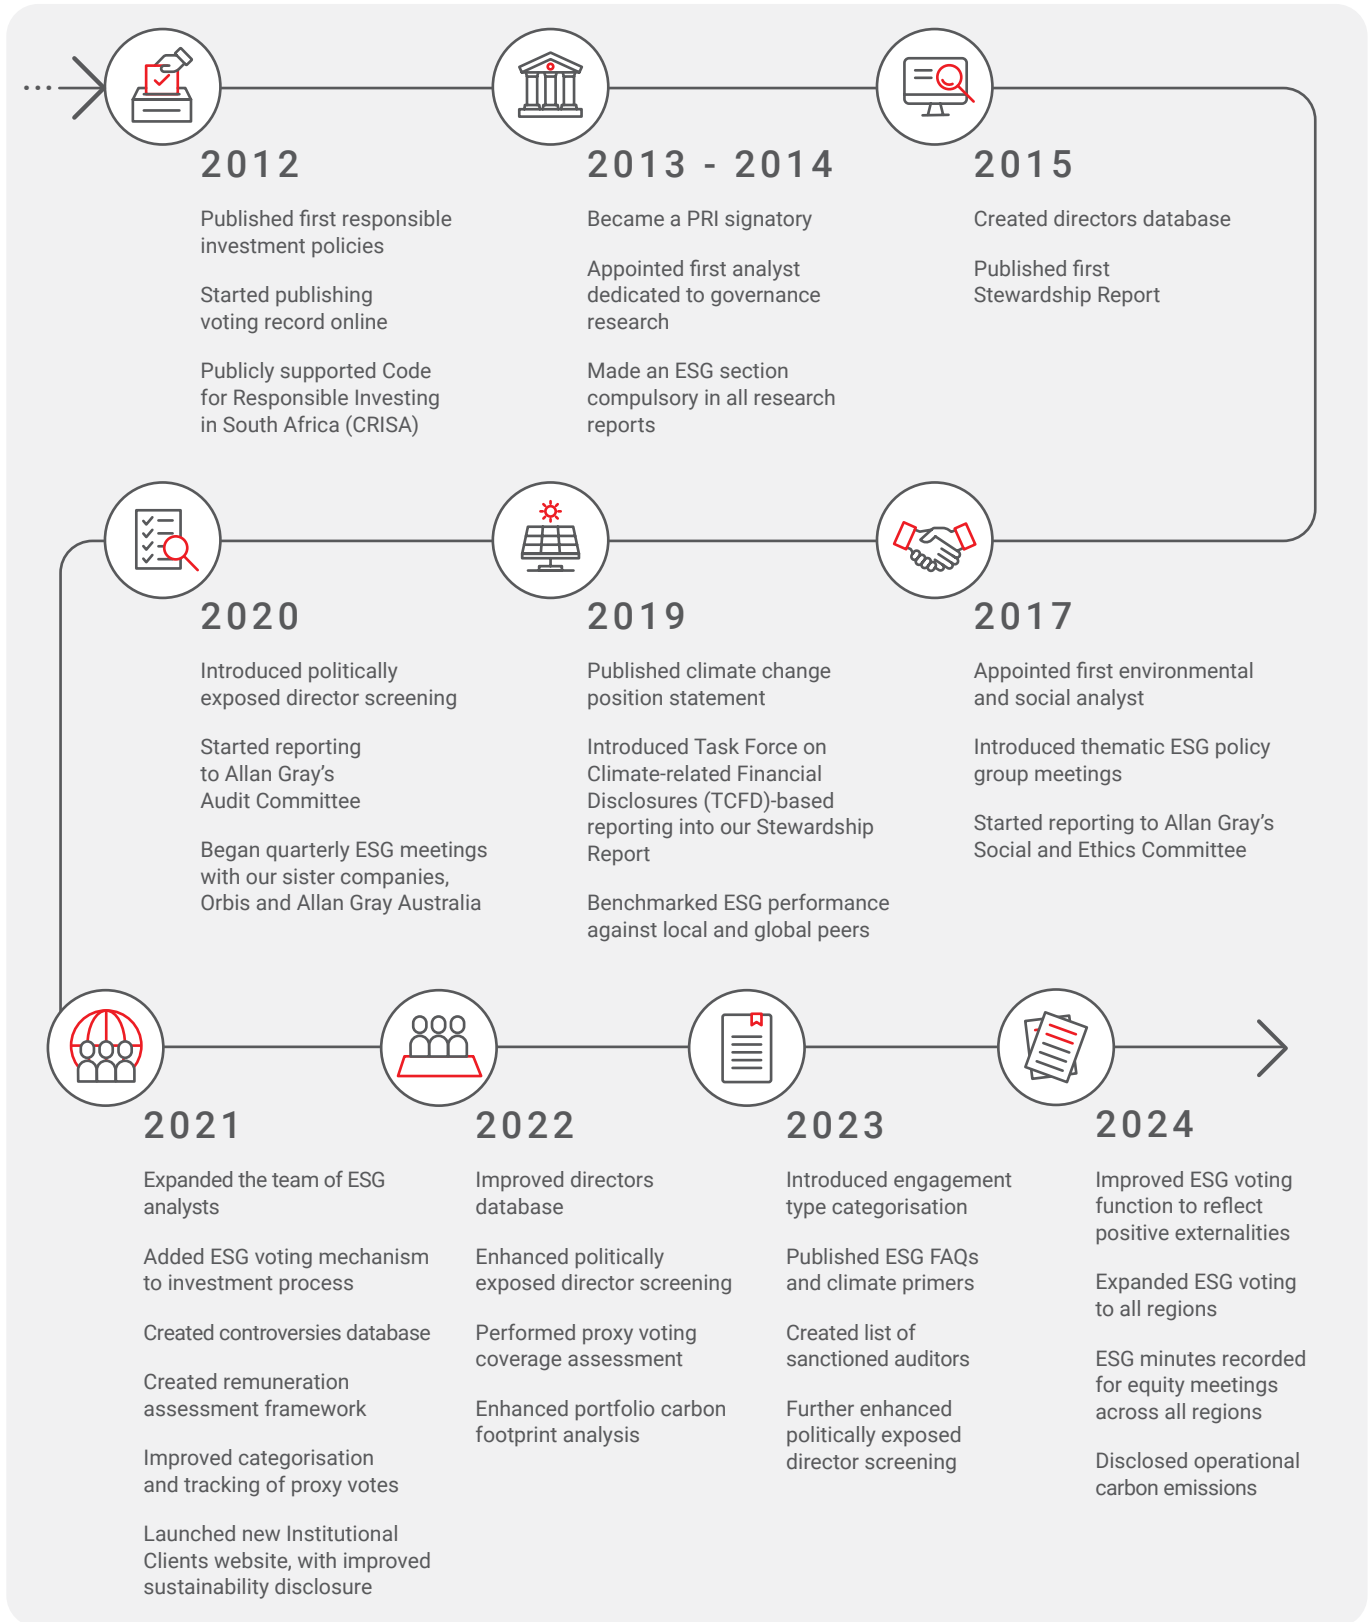 2012
Published first responsible
investment policies
Started publishing
voting record online
Publicly supported Code
for Responsible Investing
in South Africa (CRISA)
2013 - 2014
Became a PRI signatory
Appointed first analyst
dedicated to governance
research
Made an ESG section
compulsory in all research
reports
2015
Created directors database
Published first
Stewardship Report
2017
Appointed first environmental
and social analyst
Introduced thematic ESG policy
group meetings
Started reporting to Allan Gray’s
Social and Ethics Committee
2019
Published climate change
position statement
Introduced Task Force on
Climate-related Financial
Disclosures (TCFD)-based
reporting into our Stewardship
Report
Benchmarked ESG performance
against local and global peers
2020
Introduced politically
exposed director screening
Started reporting
to Allan Gray’s
Audit Committee
Began quarterly ESG meetings
with our sister companies,
Orbis and Allan Gray Australia
2021
Expanded the team of ESG
analysts
Added ESG voting mechanism
to investment process
Created controversies database
Created remuneration
assessment framework
Improved categorisation
and tracking of proxy votes
Launched new Institutional
Clients website, with improved
sustainability disclosure
2022
Improved directors
database
Enhanced politically
exposed director screening
Performed proxy voting
coverage assessment
Enhanced portfolio carbon
footprint analysis
2023
Introduced engagement
type categorisation
Published ESG FAQs
and climate primers
Created list of
sanctioned auditors
Further enhanced
politically exposed
director screening
2024
Improved ESG voting
function to reflect
positive externalities
Expanded ESG voting
to all regions
ESG minutes recorded
for equity meetings
across all regions
Disclosed operational
carbon emissions